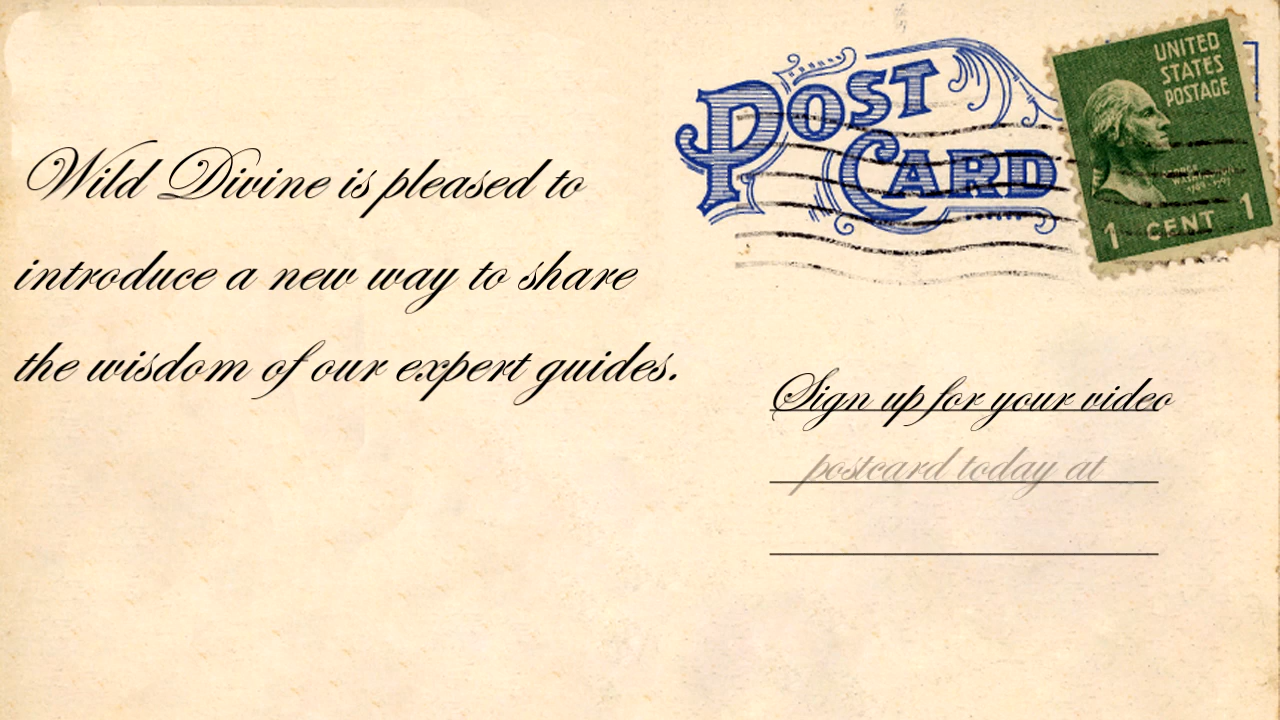 Wild Divine is pleased to
introduce a new way to share
the wisdom of our expert guides.
POST
CARD
UNITED
STATES
POSTAGE
1 CENT 1
Sign up for your video
postcard today at